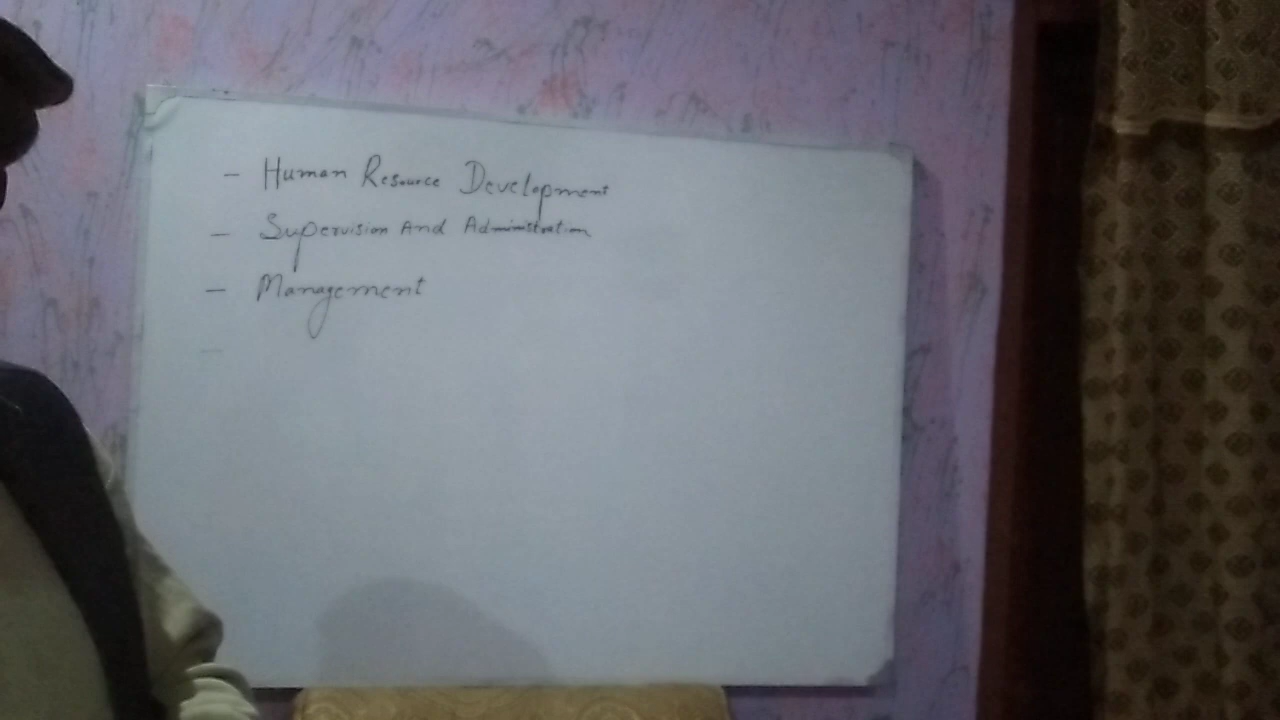 - Human Resource Development
- Supervision And Administration
- Management
-